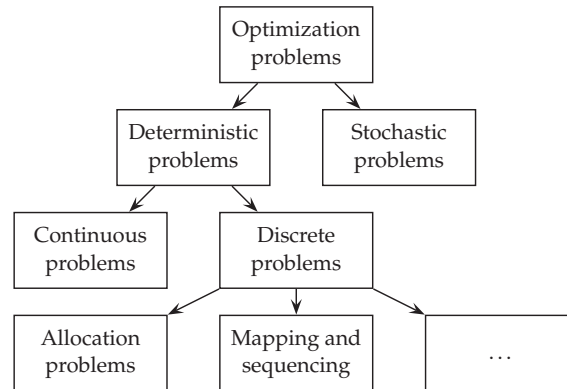 Optimization
problems
Deterministic
problems
Stochastic
problems
Continuous
problems
Discrete
problems
Allocation
problems
Mapping and
sequencing
...